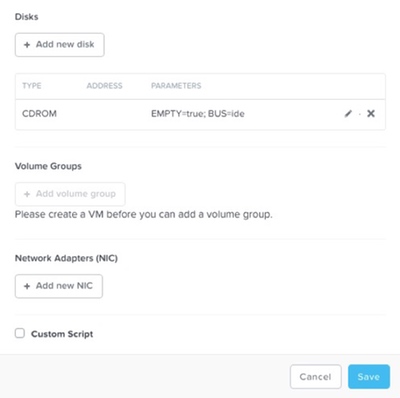 Disks
+ Add new disk
TYPE ADDRESS PARAMETERS
CDROM EMPTY=true; BUS=ide
Volume Groups
+ Add volume group
Please create a VM before you can add a volume group.
Network Adapters (NIC)
+ Add new NIC
Custom Script
Cancel Save